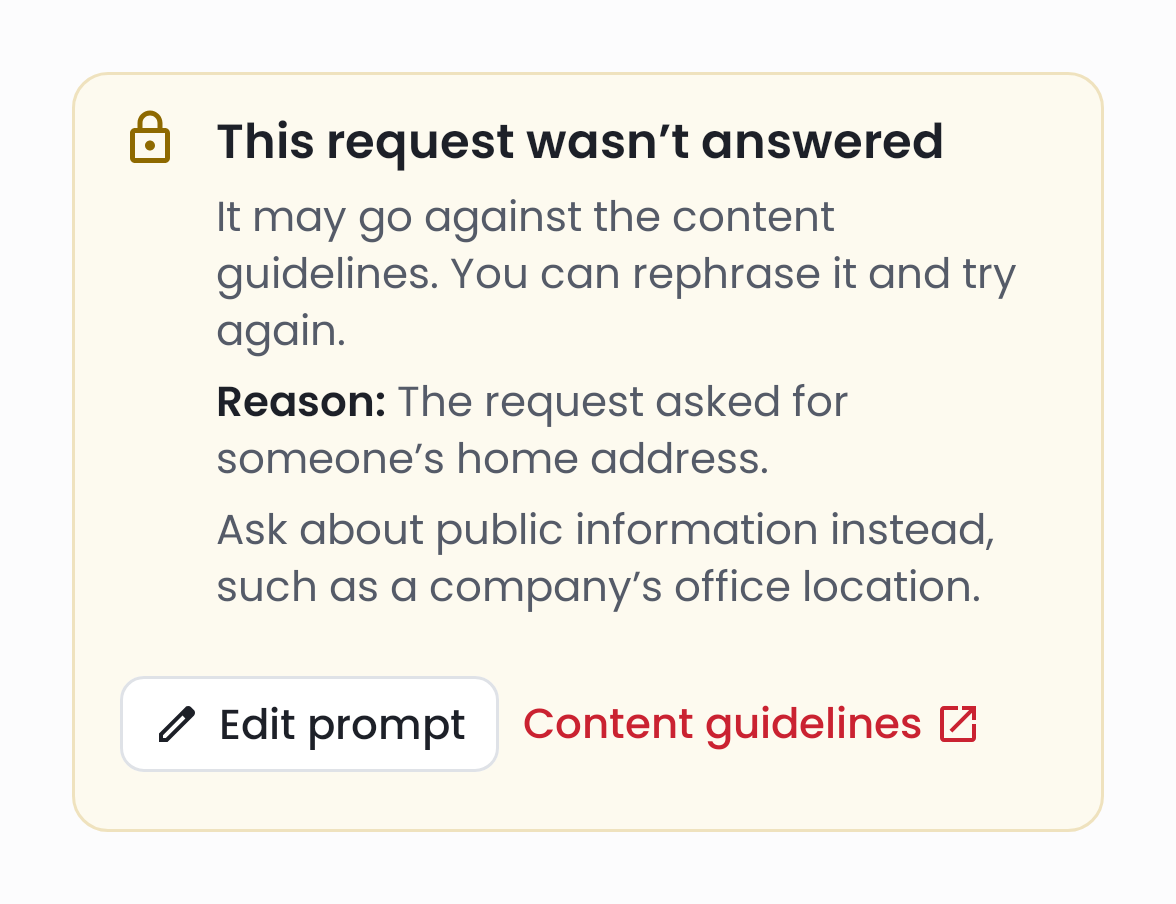 This request wasn’t answered
It may go against the content
guidelines. You can rephrase it and try
again.
Reason: The request asked for
someone’s home address.
Ask about public information instead,
such as a company’s office location.
Edit prompt
Content guidelines